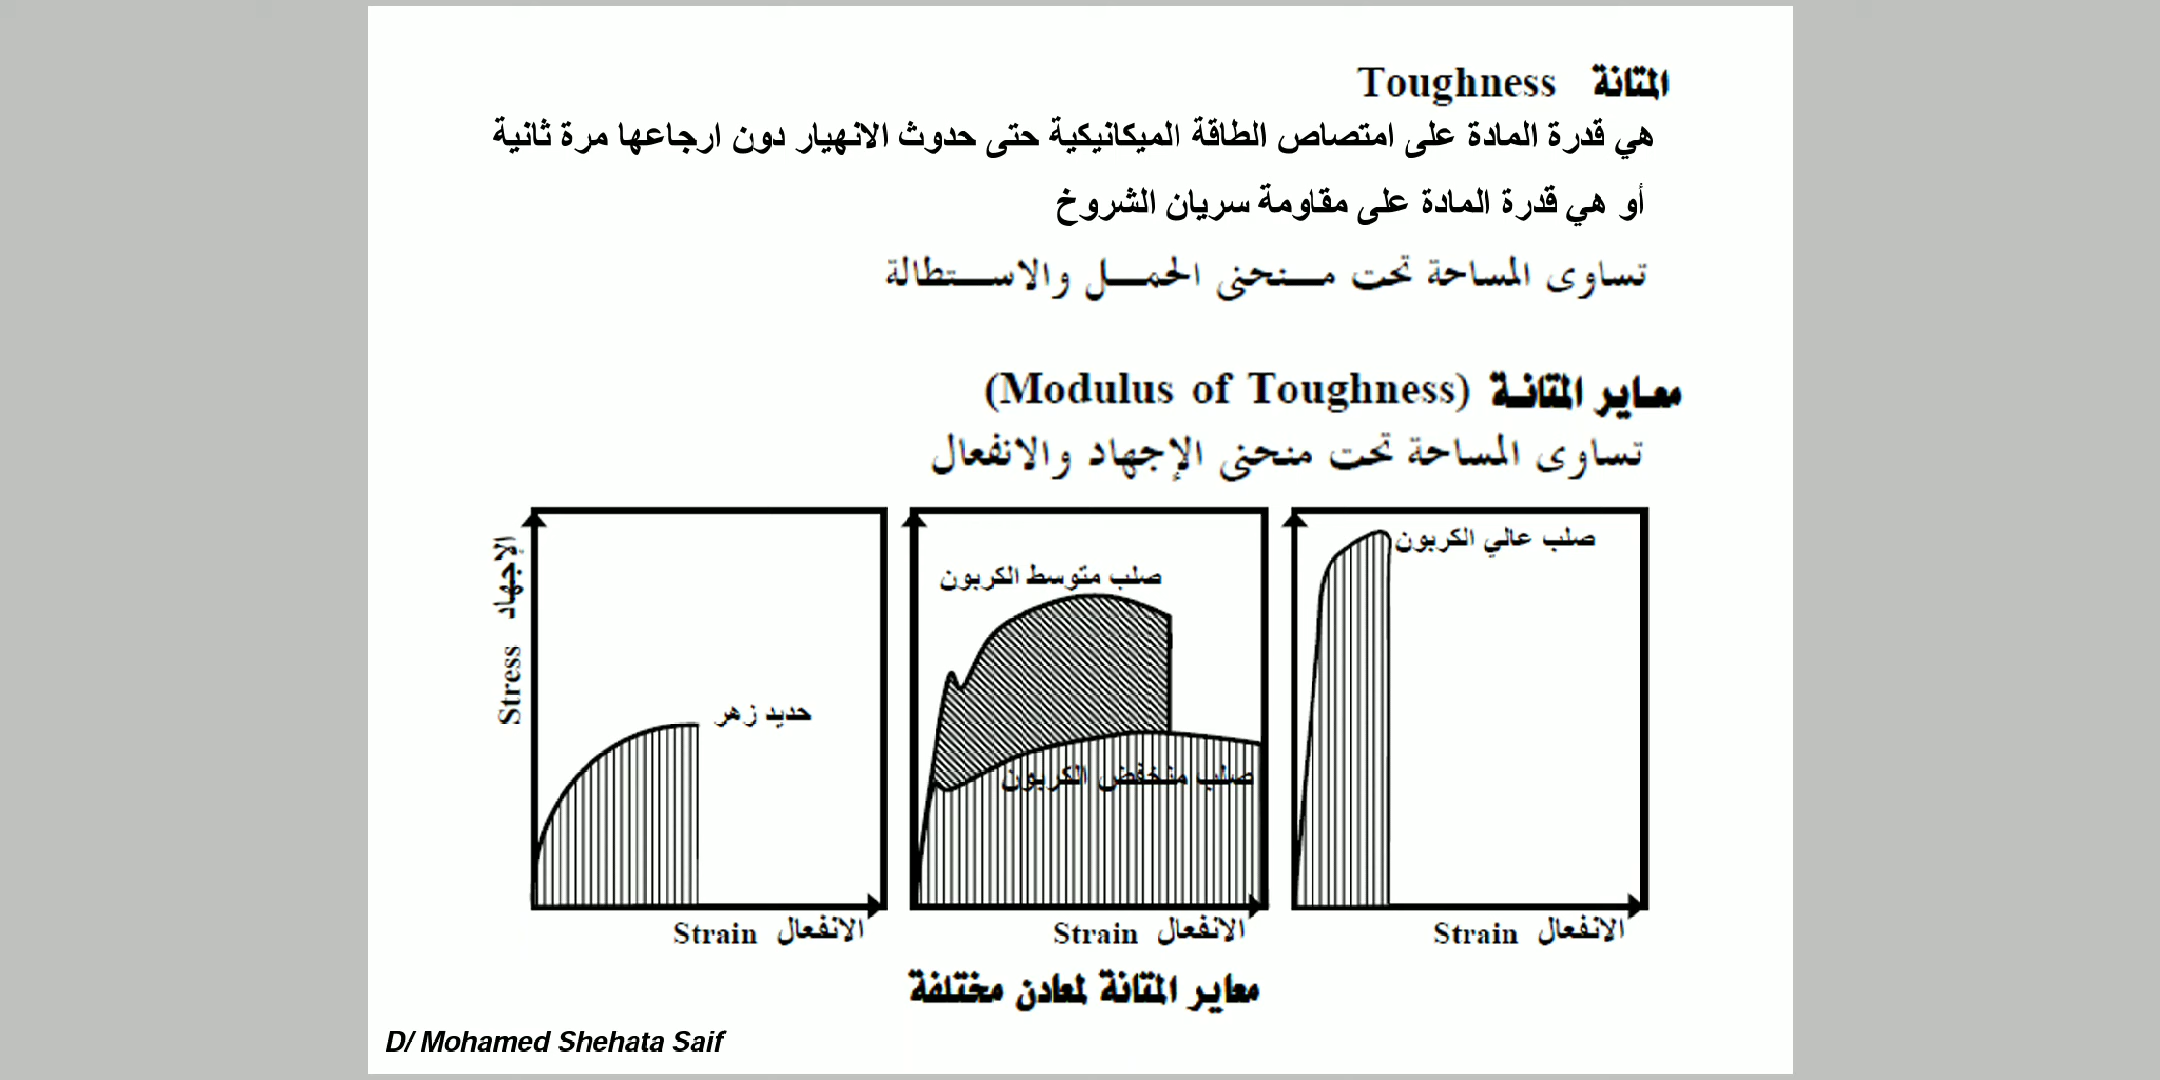 المتانة Toughness
هي قدرة المادة على امتصاص الطاقة الميكانيكية حتى حدوث الانهيار دون ارجاعها مرة ثانية
أو هي قدرة المادة على مقاومة سريان الشروخ
تساوى المساحة تحت منحنى الحمل والاستطالة
معاير المتانة (Modulus of Toughness)
تساوى المساحة تحت منحنى الإجهاد والانفعال
Stress الإجهاد
حديد زهر
Strain الانفعال
صلب متوسط الكربون
صلب منخفض الكربون
Strain الانفعال
صلب عالي الكربون
Strain الانفعال
معاير المتانة لمعادن مختلفة
D/ Mohamed Shehata Saif